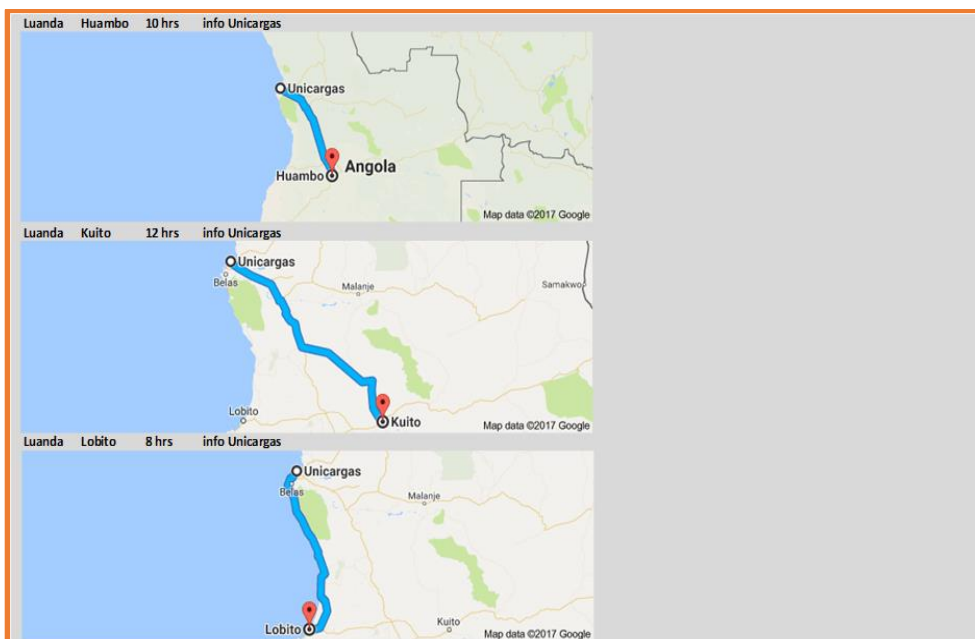 Luanda Huambo 10 hrs info Unicargas
Unicargas
Angola
Huambo
Map data ©2017 Google
Luanda Kuito 12 hrs info Unicargas
Unicargas
Belas
Malanje
Samakwo
Lobito
Kuito
Map data ©2017 Google
Luanda Lobito 8 hrs info Unicargas
Unicargas
Belas
Malanje
Kuito
Lobito
Map data ©2017 Google